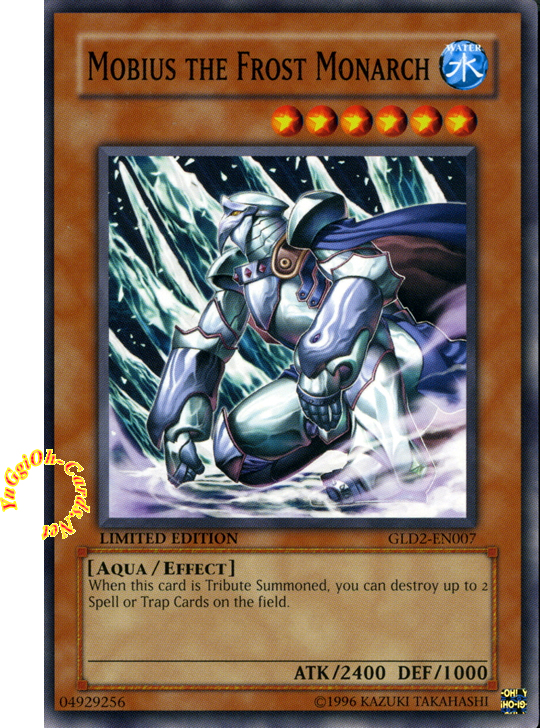 MOBIUS THE FROST MONARCH
WATER
水
YuGgiOh-Cards.Net
LIMITED EDITION GLD2-EN007
[AQUA / EFFECT]
When this card is Tribute Summoned, you can destroy up to 2
Spell or Trap Cards on the field.
ATK/2400 DEF/1000
04929256 ©1996 KAZUKI TAKAHASHI